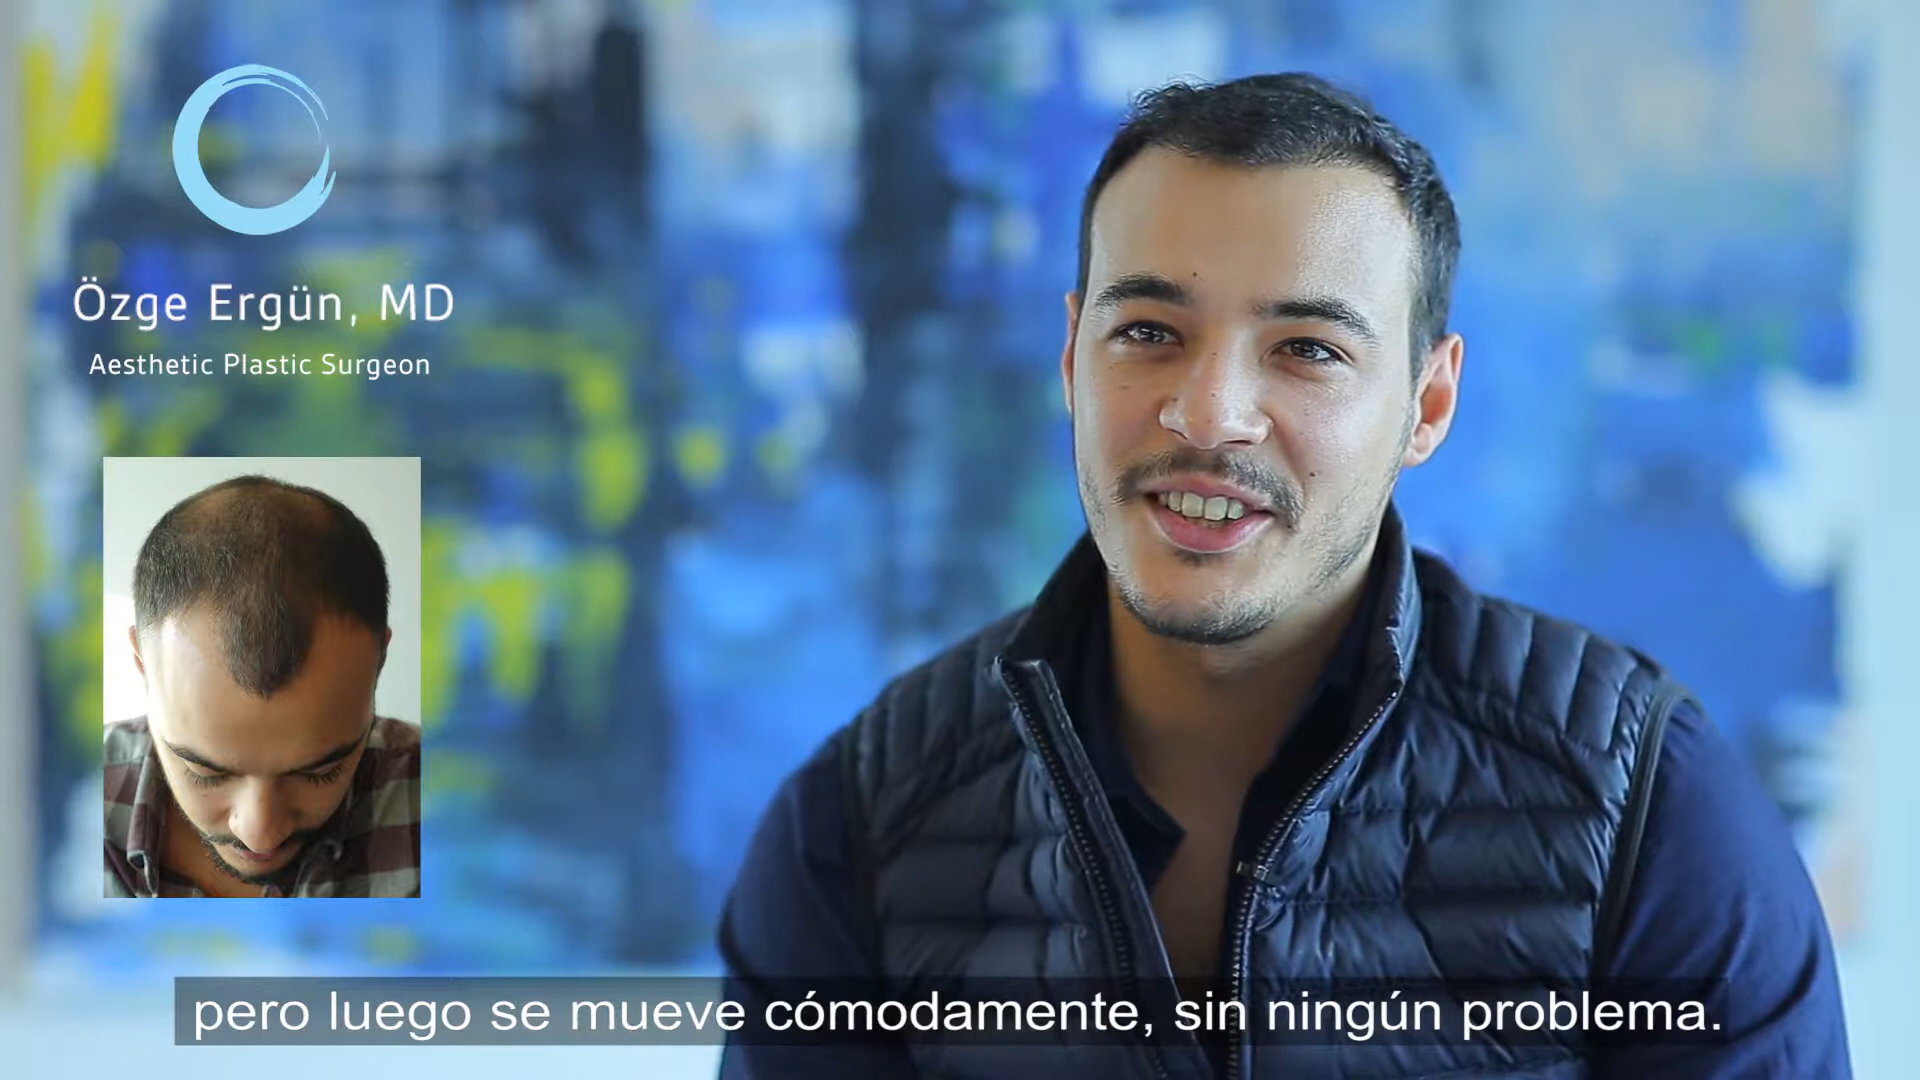 Özge Ergün, MD
Aesthetic Plastic Surgeon
pero luego se mueve cómodamente, sin ningún problema.